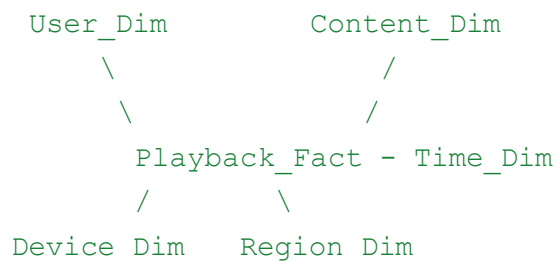 User_Dim Content_Dim
\ /
\ /
Playback_Fact - Time_Dim
/ \
Device Dim Region Dim